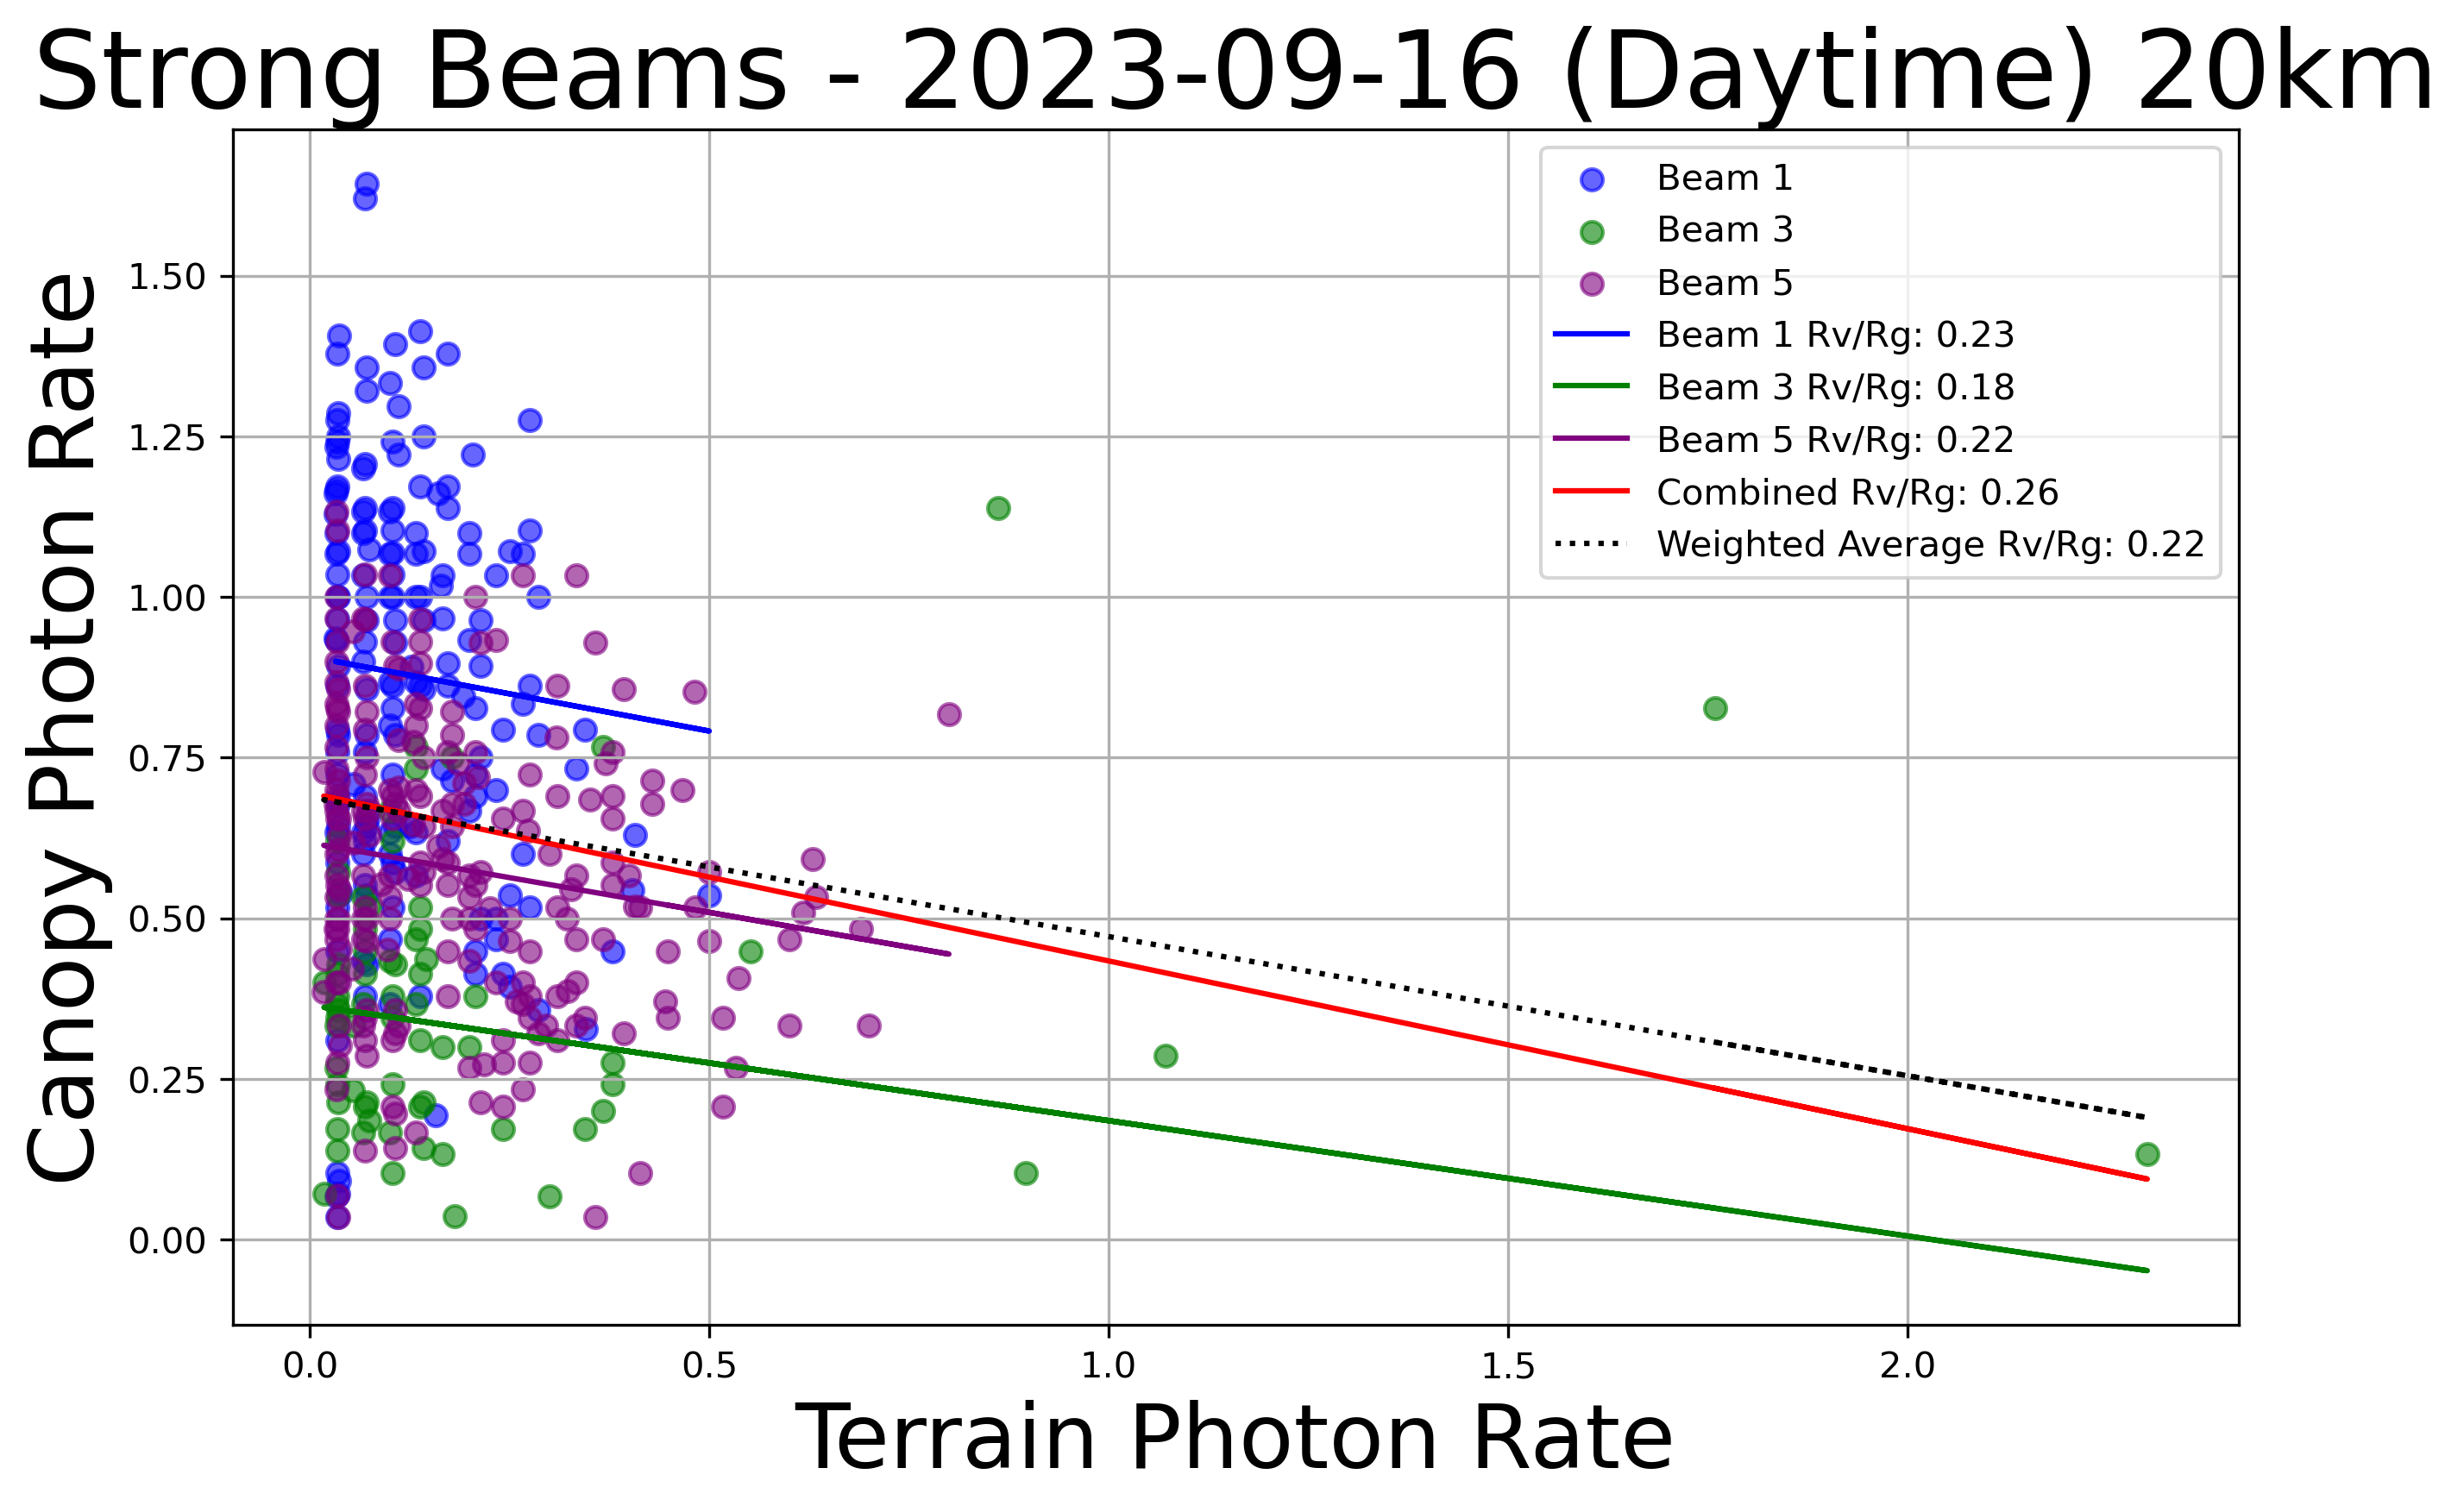 Strong Beams - 2023-09-16 (Daytime) 20km
Canopy Photon Rate
1.50
1.25
1.00
0.75
0.50
0.25
0.00
Beam 1
Beam 3
Beam 5
Beam 1 Rv/Rg: 0.23
Beam 3 Rv/Rg: 0.18
Beam 5 Rv/Rg: 0.22
Combined Rv/Rg: 0.26
Weighted Average Rv/Rg: 0.22
0.0 0.5 1.0 1.5 2.0
Terrain Photon Rate